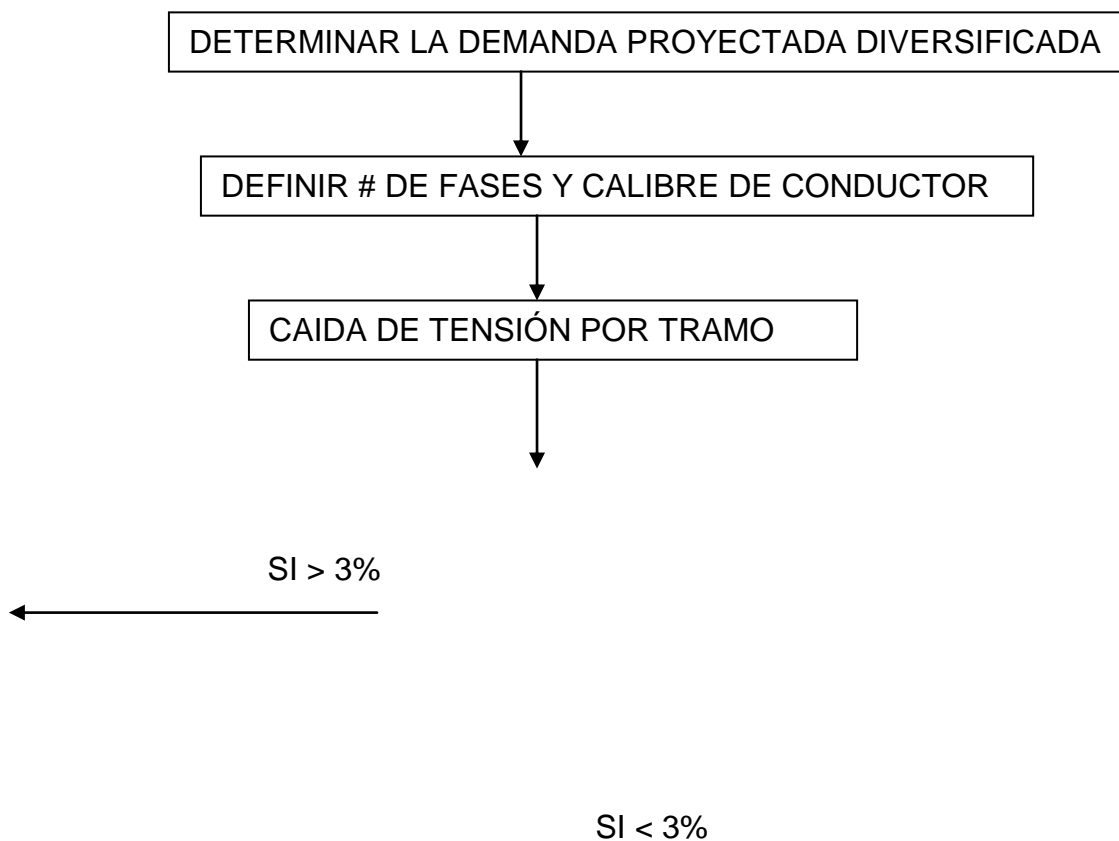 DETERMINAR LA DEMANDA PROYECTADA DIVERSIFICADA
DEFINIR # DE FASES Y CALIBRE DE CONDUCTOR
CAIDA DE TENSIÓN POR TRAMO
SI > 3%
SI < 3%